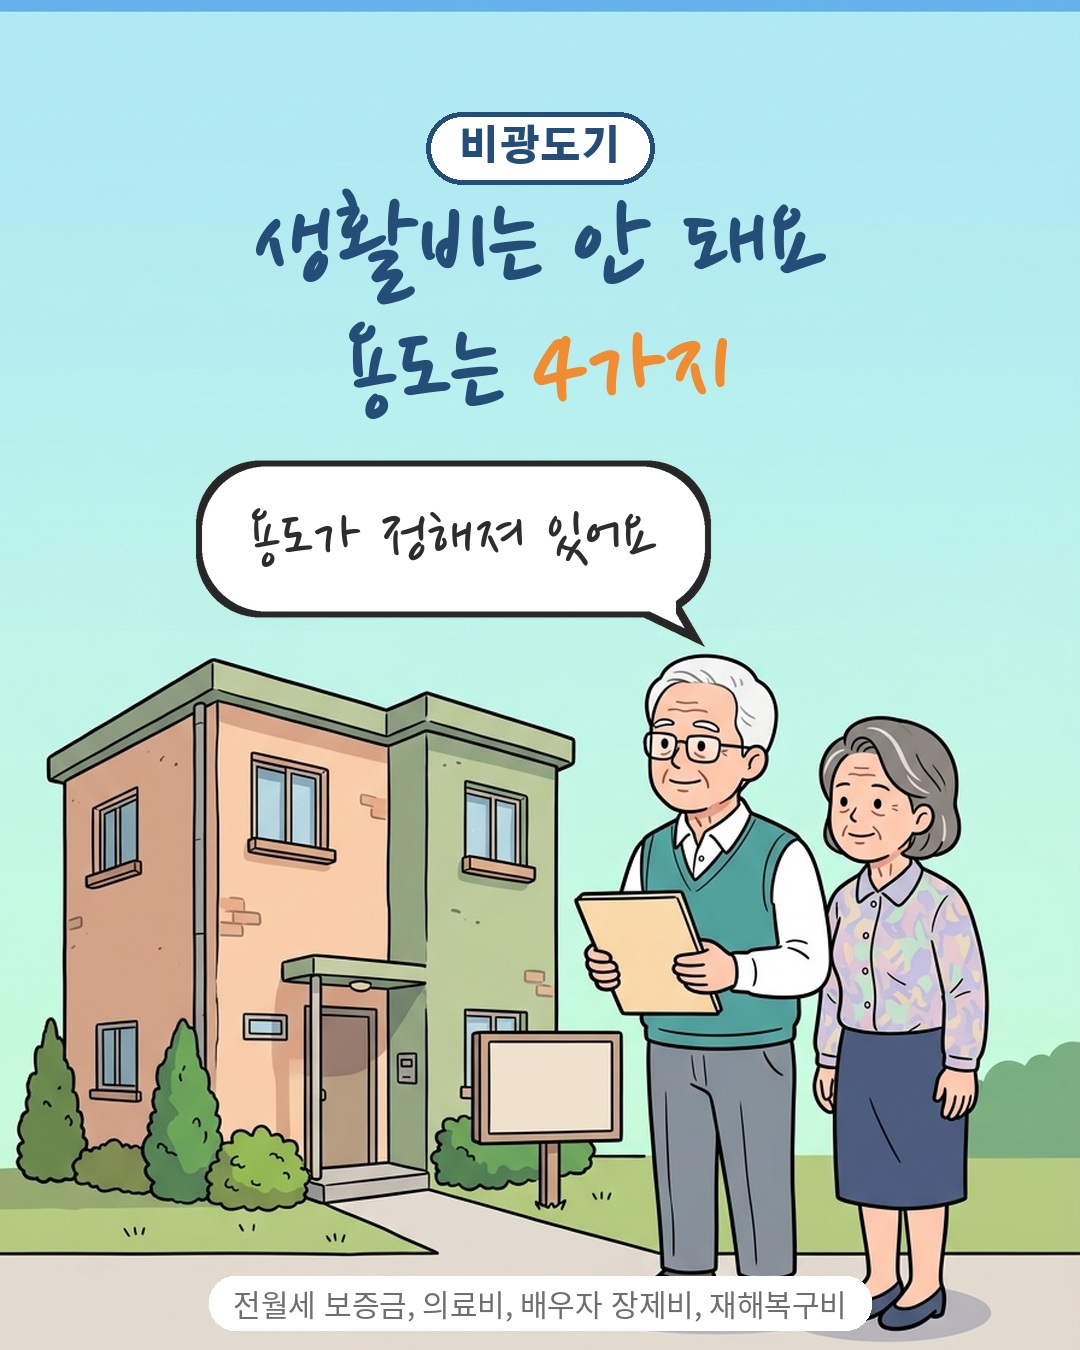 비광도기
생활비는 안 돼요
용도는 4가지
용도가 정해져 있어요
전월세 보증금, 의료비, 배우자 장제비, 재해복구비